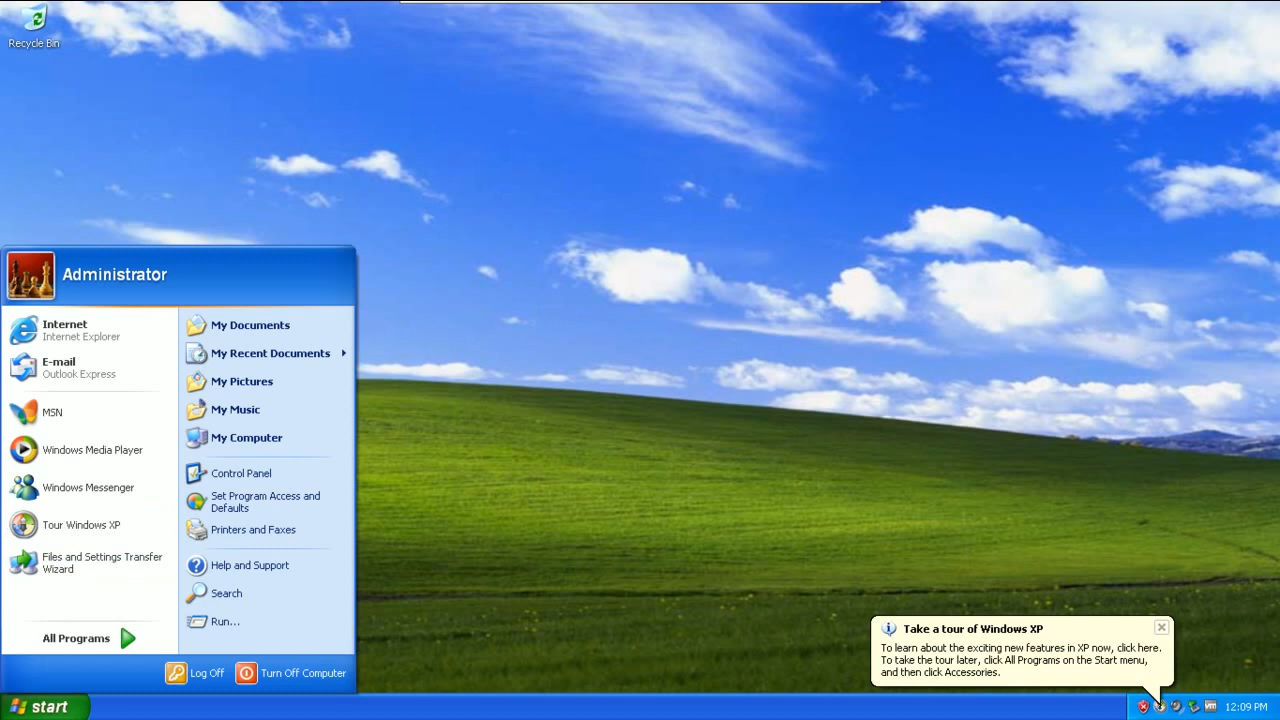 Recycle Bin
Administrator
Internet
Internet Explorer
E-mail
Outlook Express
MSN
Windows Media Player
Windows Messenger
Tour Windows XP
Files and Settings Transfer
Wizard
All Programs
My Documents
My Recent Documents
My Pictures
My Music
My Computer
Control Panel
Set Program Access and
Defaults
Printers and Faxes
Help and Support
Search
Run...
Log Off
Turn Off Computer
Take a tour of Windows XP
To learn about the exciting new features in XP now, click here.
To take the tour later, click All Programs on the Start menu,
and then click Accessories.
start
12:09 PM